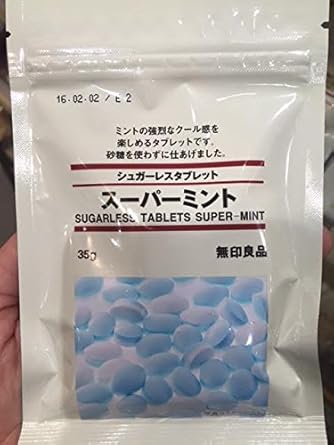 16.02.02/E2
ミントの強烈なクール感を
楽しめるタブレットです。
砂糖を使わずに仕あげました。
シュガーレスタブレット
スーパーミント
SUGARLESS TABLETS SUPER-MINT
35g 無印良品